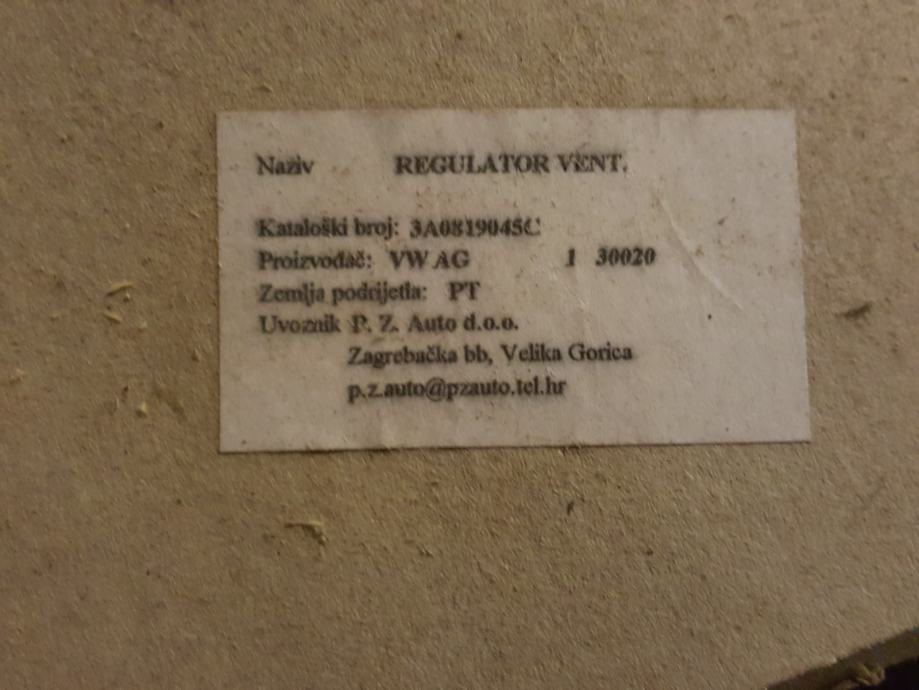 Naziv REGULATOR VENT.
Kataloški broj: 3A0819045C
Proizvođač: VW AG 1 30020
Zemlja podrijetla: PT
Uvoznik P. Z. Auto d.o.o.
Zagrebačka bb, Velika Gorica
p.z.auto@pzauto.tel.hr